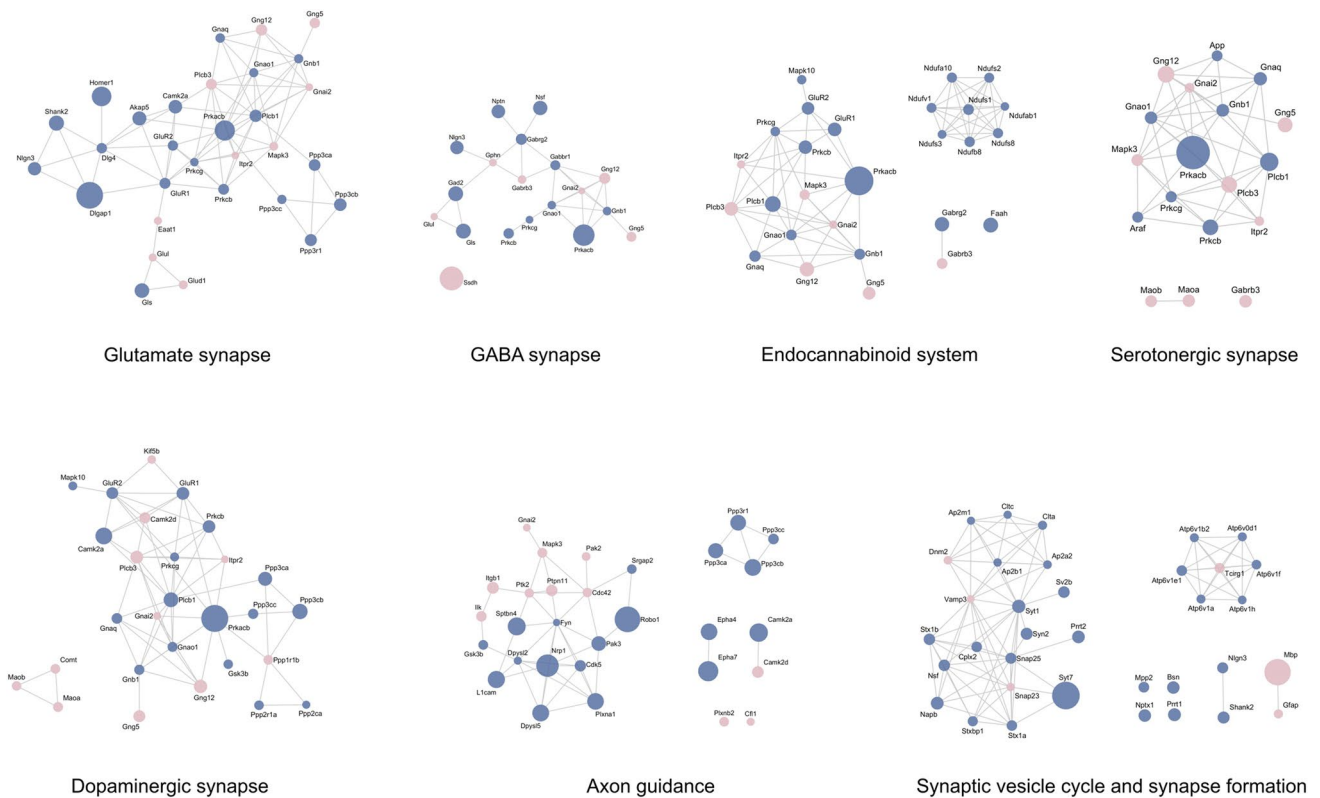 Gng5
Gng12
Gnaq
Gnb1
Gnao1
Plcb3
Gnai2
Homer1
Camk2a
Shank2
Akap5
Prkacb
Plcb1
GluR2
Mapk3
Ppp3ca
Nlgn3
Dlg4
Itpr2
Prkcg
GluR1
Prkcb
Ppp3cc
Ppp3cb
Dlgap1
Eaat1
Ppp3r1
Glul
Glud1
Gls
Glutamate synapse
Nptn
Nsf
Nlgn3
Gabrg2
Gphn
Gabbr1
Gng12
Gad2
Gabrb3
Gnai2
Gnao1
Gnb1
Glul
Gls
Prkcg
Prkcb
Prkacb
Gng5
Ssdh
GABA synapse
Mapk10
GluR2
Prkcg
GluR1
Itpr2
Prkcb
Prkacb
Mapk3
Plcb3
Plcb1
Gnai2
Gnao1
Gnb1
Gnaq
Gng12
Gng5
Ndufa10
Ndufs2
Ndufv1
Ndufs1
Ndufab1
Ndufs3
Ndufb8
Ndufs8
Gabrg2
Faah
Gabrb3
Endocannabinoid system
App
Gng12
Gnaq
Gnai2
Gnao1
Gnb1
Gng5
Mapk3
Prkacb
Plcb1
Plcb3
Prkcg
Araf
Prkcb
Itpr2
Maob
Maoa
Gabrb3
Serotonergic synapse
Kif5b
Mapk10
GluR2
GluR1
Camk2d
Prkcb
Camk2a
Plcb3
Prkcg
Itpr2
Ppp3ca
Plcb1
Ppp3cc
Ppp3cb
Gnai2
Gnaq
Prkacb
Gnao1
Comt
Ppp1r1b
Gnb1
Gsk3b
Maob
Gng12
Maoa
Gng5
Ppp2r1a
Ppp2ca
Dopaminergic synapse
Gnai2
Mapk3
Pak2
Srgap2
Itgb1
Ptk2
Ptpn11
Cdc42
Ilk
Sptbn4
Fyn
Robo1
Gsk3b
Dpysl2
Nrp1
Pak3
Cdk5
L1cam
Dpysl5
Plxna1
Ppp3r1
Ppp3cc
Ppp3ca
Ppp3cb
Epha4
Camk2a
Epha7
Camk2d
Plxnb2
Cfl1
Axon guidance
Ap2m1
Cltc
Clta
Dnm2
Ap2b1
Ap2a2
Vamp3
Sv2b
Syt1
Stx1b
Syn2
Prrt2
Cplx2
Snap25
Nsf
Syt7
Snap23
Napb
Stxbp1
Stx1a
Atp6v1b2
Atp6v0d1
Tcirg1
Atp6v1e1
Atp6v1f
Atp6v1a
Atp6v1h
Nlgn3
Mbp
Mpp2
Bsn
Nptx1
Prrt1
Shank2
Gfap
Synaptic vesicle cycle and synapse formation